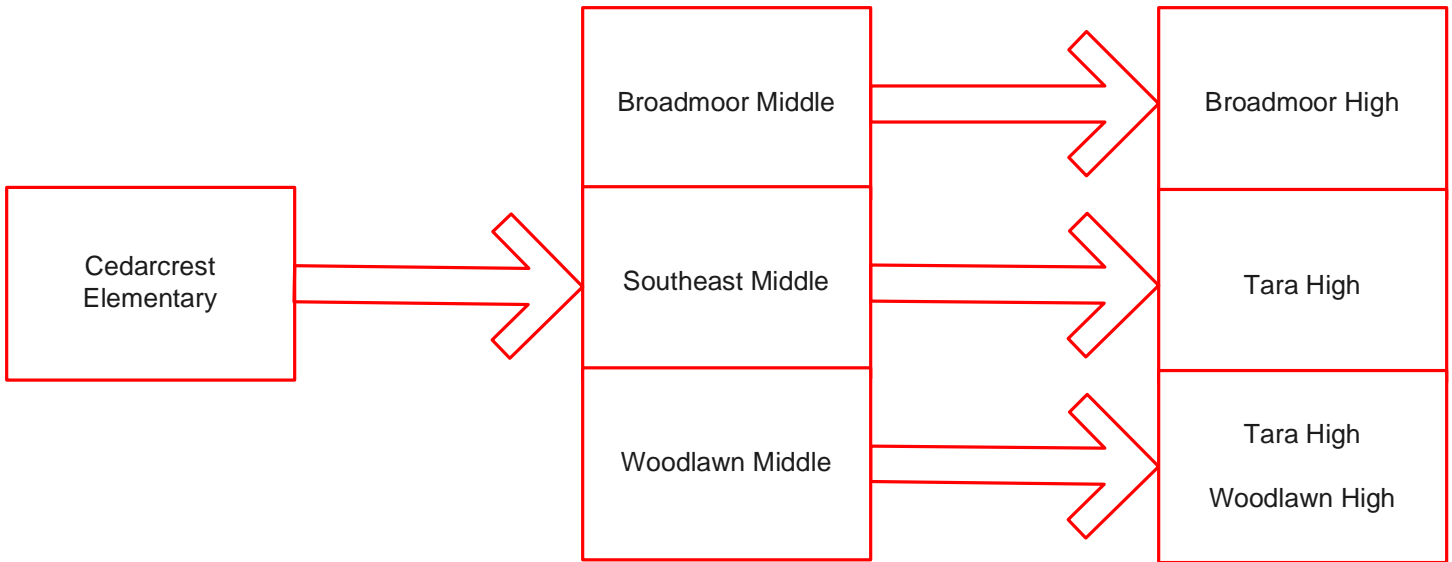 Cedarcrest
Elementary
Broadmoor Middle
Southeast Middle
Woodlawn Middle
Broadmoor High
Tara High
Tara High
Woodlawn High